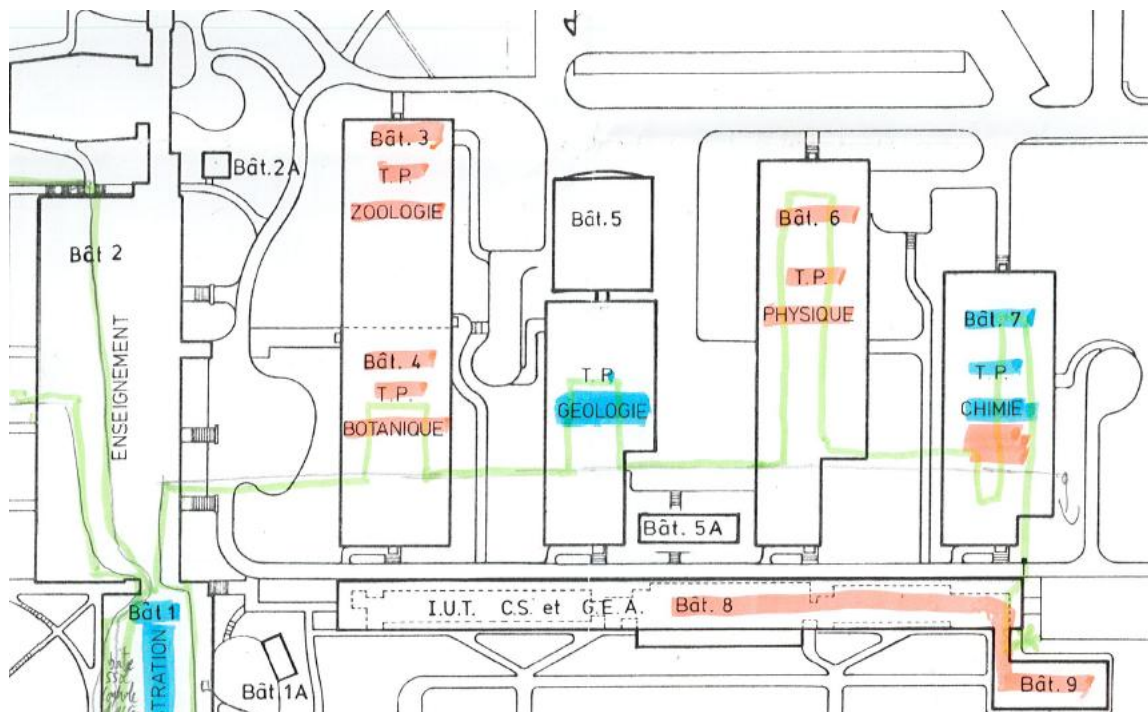 Bât. 3
T.P.
ZOOLOGIE
Bât.2A
Bât. 5
Bât. 6
T.P.
PHYSIQUE
Bât 2
ENSEIGNEMENT
Bât. 4
T.P.
BOTANIQUE
T.P.
GEOLOGIE
Bât. 7
T.P.
CHIMIE
Bât. 5A
Bât 1
TRATION
Bât.1A
I.U.T. C.S. et G.E.A.
Bât. 8
Bât. 9